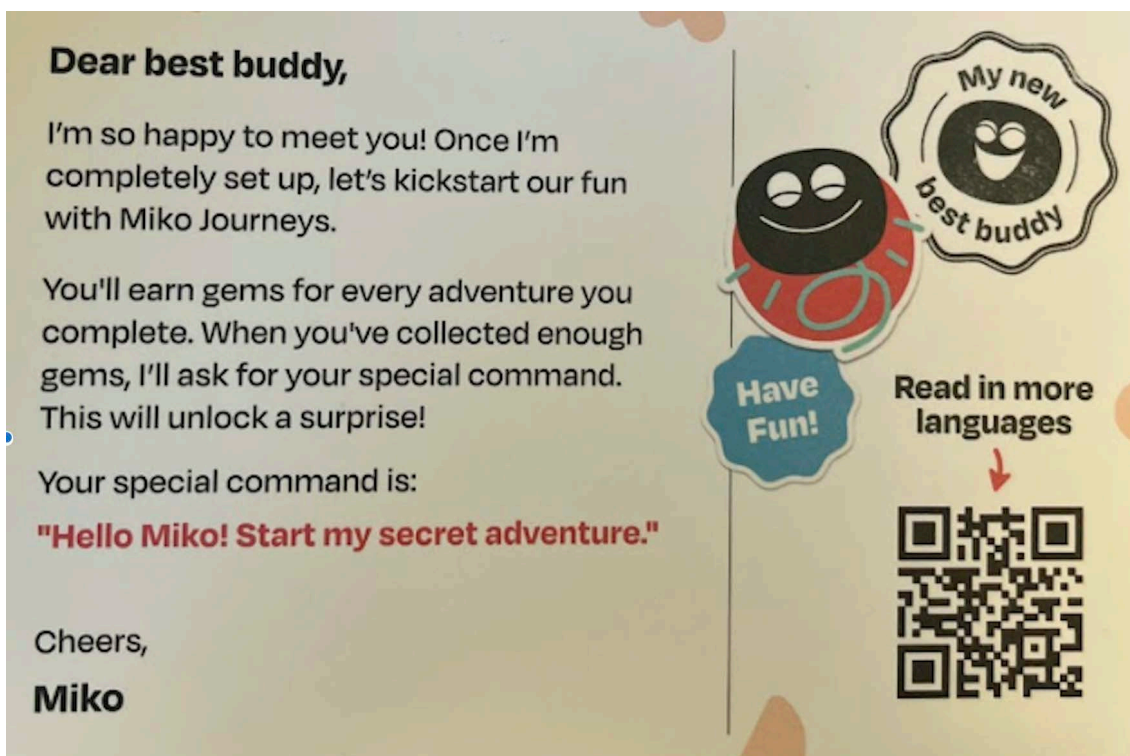 Dear best buddy,
I'm so happy to meet you! Once I'm
completely set up, let's kickstart our fun
with Miko Journeys.
You'll earn gems for every adventure you
complete. When you've collected enough
gems, I'll ask for your special command.
This will unlock a surprise!
Your special command is:
"Hello Miko! Start my secret adventure."
Cheers,
Miko
My new
best buddy
Have
Fun!
Read in more
languages